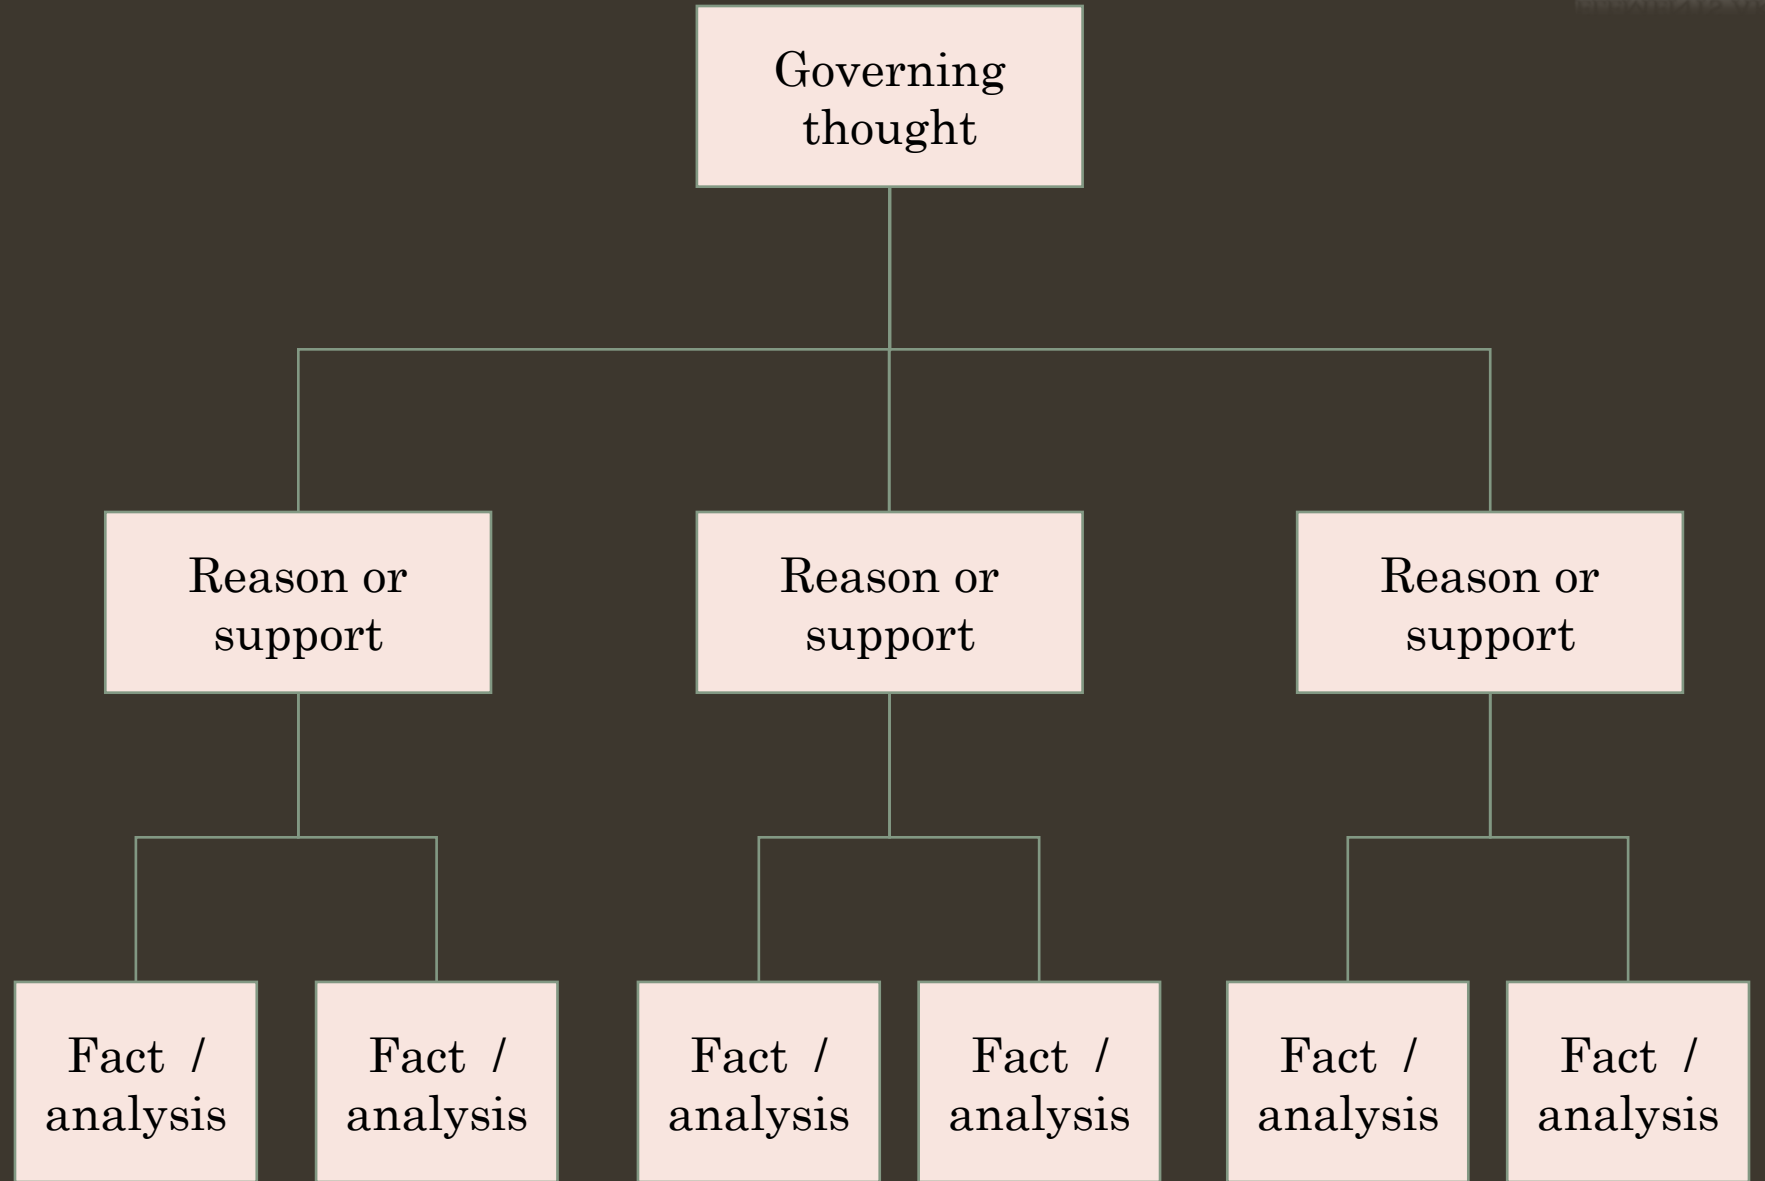 Governing
thought
Reason or
support
Reason or
support
Reason or
support
Fact /
analysis
Fact /
analysis
Fact /
analysis
Fact /
analysis
Fact /
analysis
Fact /
analysis